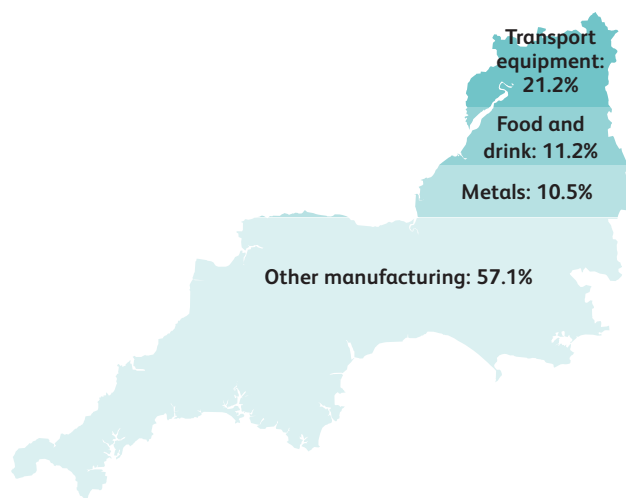 Transport
equipment:
21.2%
Food and
drink: 11.2%
Metals: 10.5%
Other manufacturing: 57.1%